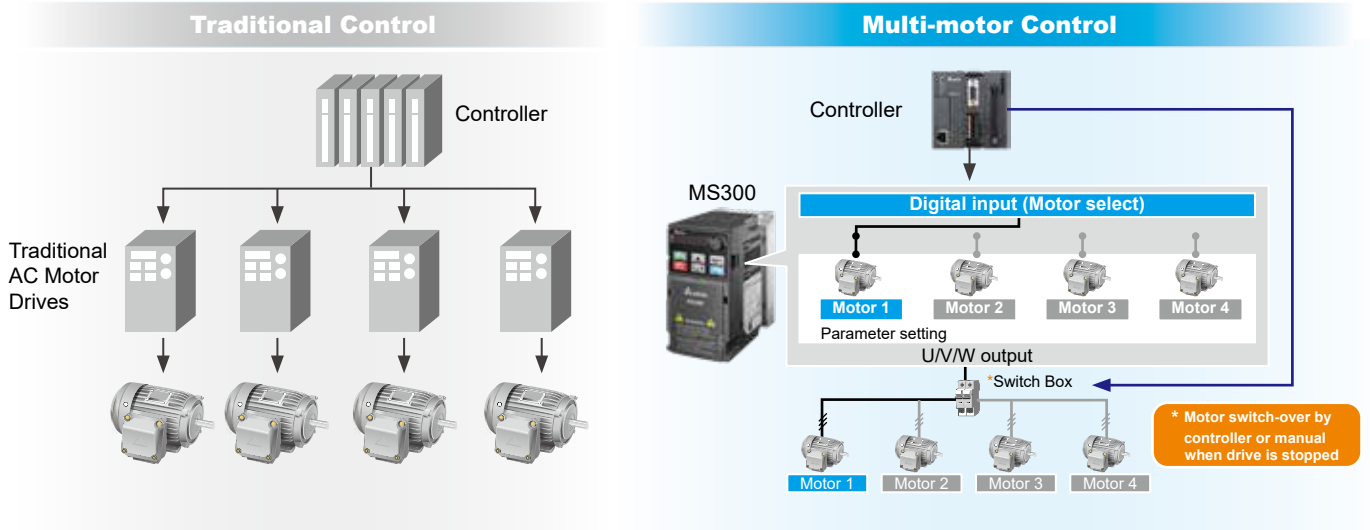 Traditional Control
Controller
Traditional
AC Motor
Drives
Multi-motor Control
Controller
MS300
Digital input (Motor select)
Motor 1
Motor 2
Motor 3
Motor 4
Parameter setting
U/V/W output
*Switch Box
* Motor switch-over by
controller or manual
when drive is stopped
Motor 1
Motor 2
Motor 3
Motor 4